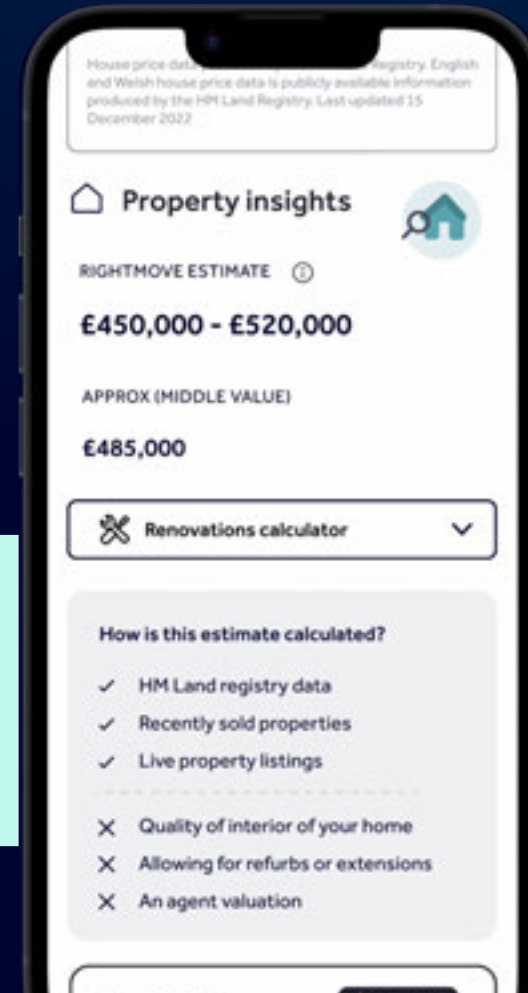 House price data Registry. English
and Welsh house price data is publicly available information
produced by the HM Land Registry. Last updated 15
December 2022
Property insights
RIGHTMOVE ESTIMATE
£450,000 - £520,000
APPROX (MIDDLE VALUE)
£485,000
Renovations calculator
How is this estimate calculated?
HM Land registry data
Recently sold properties
Live property listings
Quality of interior of your home
Allowing for refurbs or extensions
An agent valuation